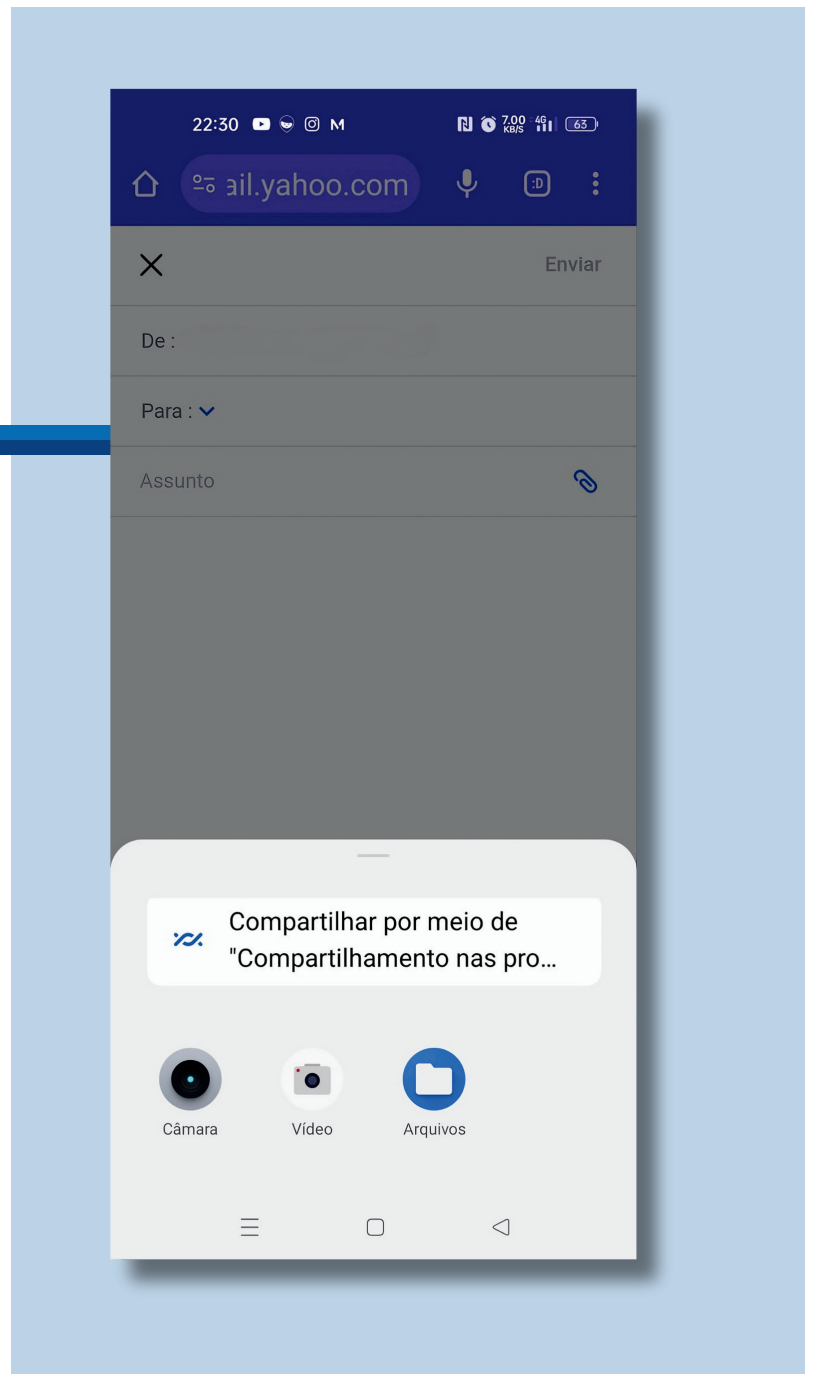 22:30 M 7.00 KB/S 4G 63
ail.yahoo.com :D
Enviar
De :
Para :
Assunto
Compartilhar por meio de
"Compartilhamento nas pro...
Câmara Vídeo Arquivos